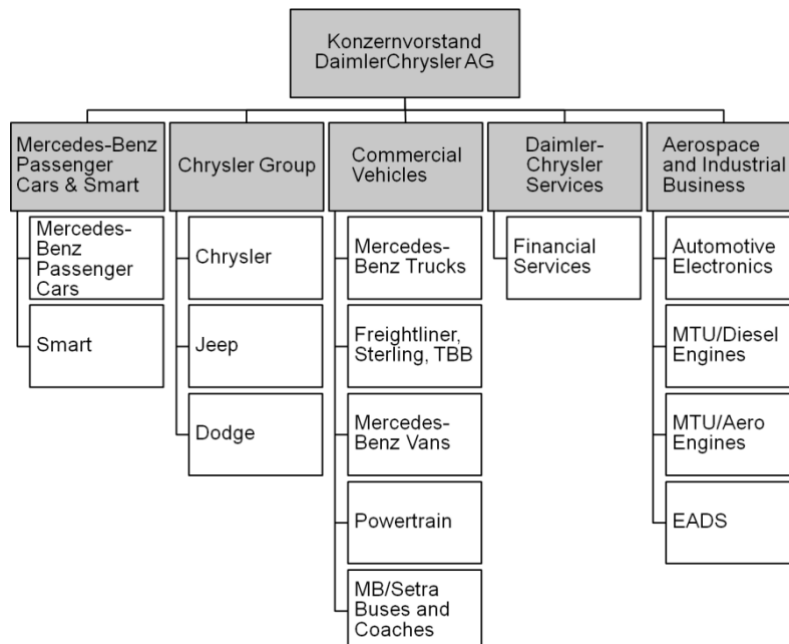 Konzernvorstand
DaimlerChrysler AG
Mercedes-Benz
Passenger
Cars & Smart
Chrysler Group
Commercial
Vehicles
Daimler-
Chrysler
Services
Aerospace
and Industrial
Business
Mercedes-
Benz
Passenger
Cars
Smart
Chrysler
Jeep
Dodge
Mercedes-
Benz Trucks
Freightliner,
Sterling, TBB
Mercedes-
Benz Vans
Powertrain
MB/Setra
Buses and
Coaches
Financial
Services
Automotive
Electronics
MTU/Diesel
Engines
MTU/Aero
Engines
EADS